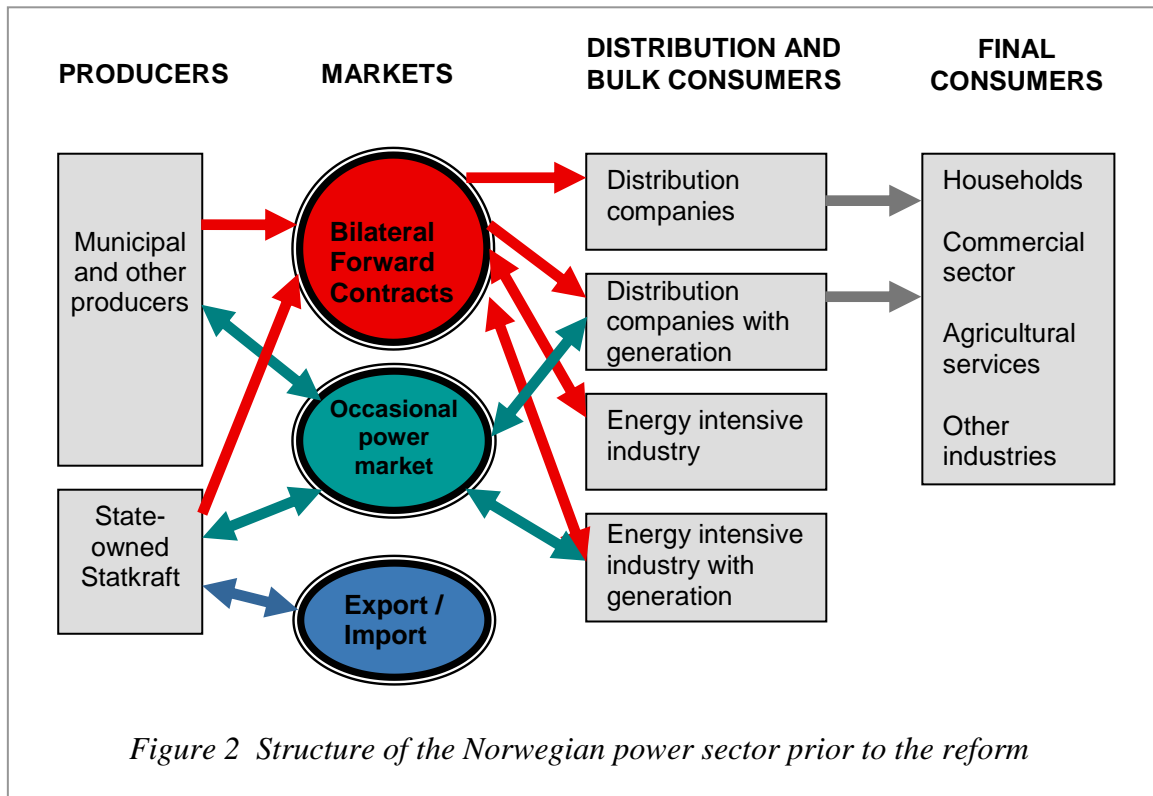 PRODUCERS
MARKETS
DISTRIBUTION AND
BULK CONSUMERS
FINAL
CONSUMERS
Municipal
and other
producers
State-
owned
Statkraft
Bilateral
Forward
Contracts
Occasional
power
market
Export /
Import
Distribution
companies
Distribution
companies with
generation
Energy intensive
industry
Energy intensive
industry with
generation
Households
Commercial
sector
Agricultural
services
Other
industries
Figure 2 Structure of the Norwegian power sector prior to the reform